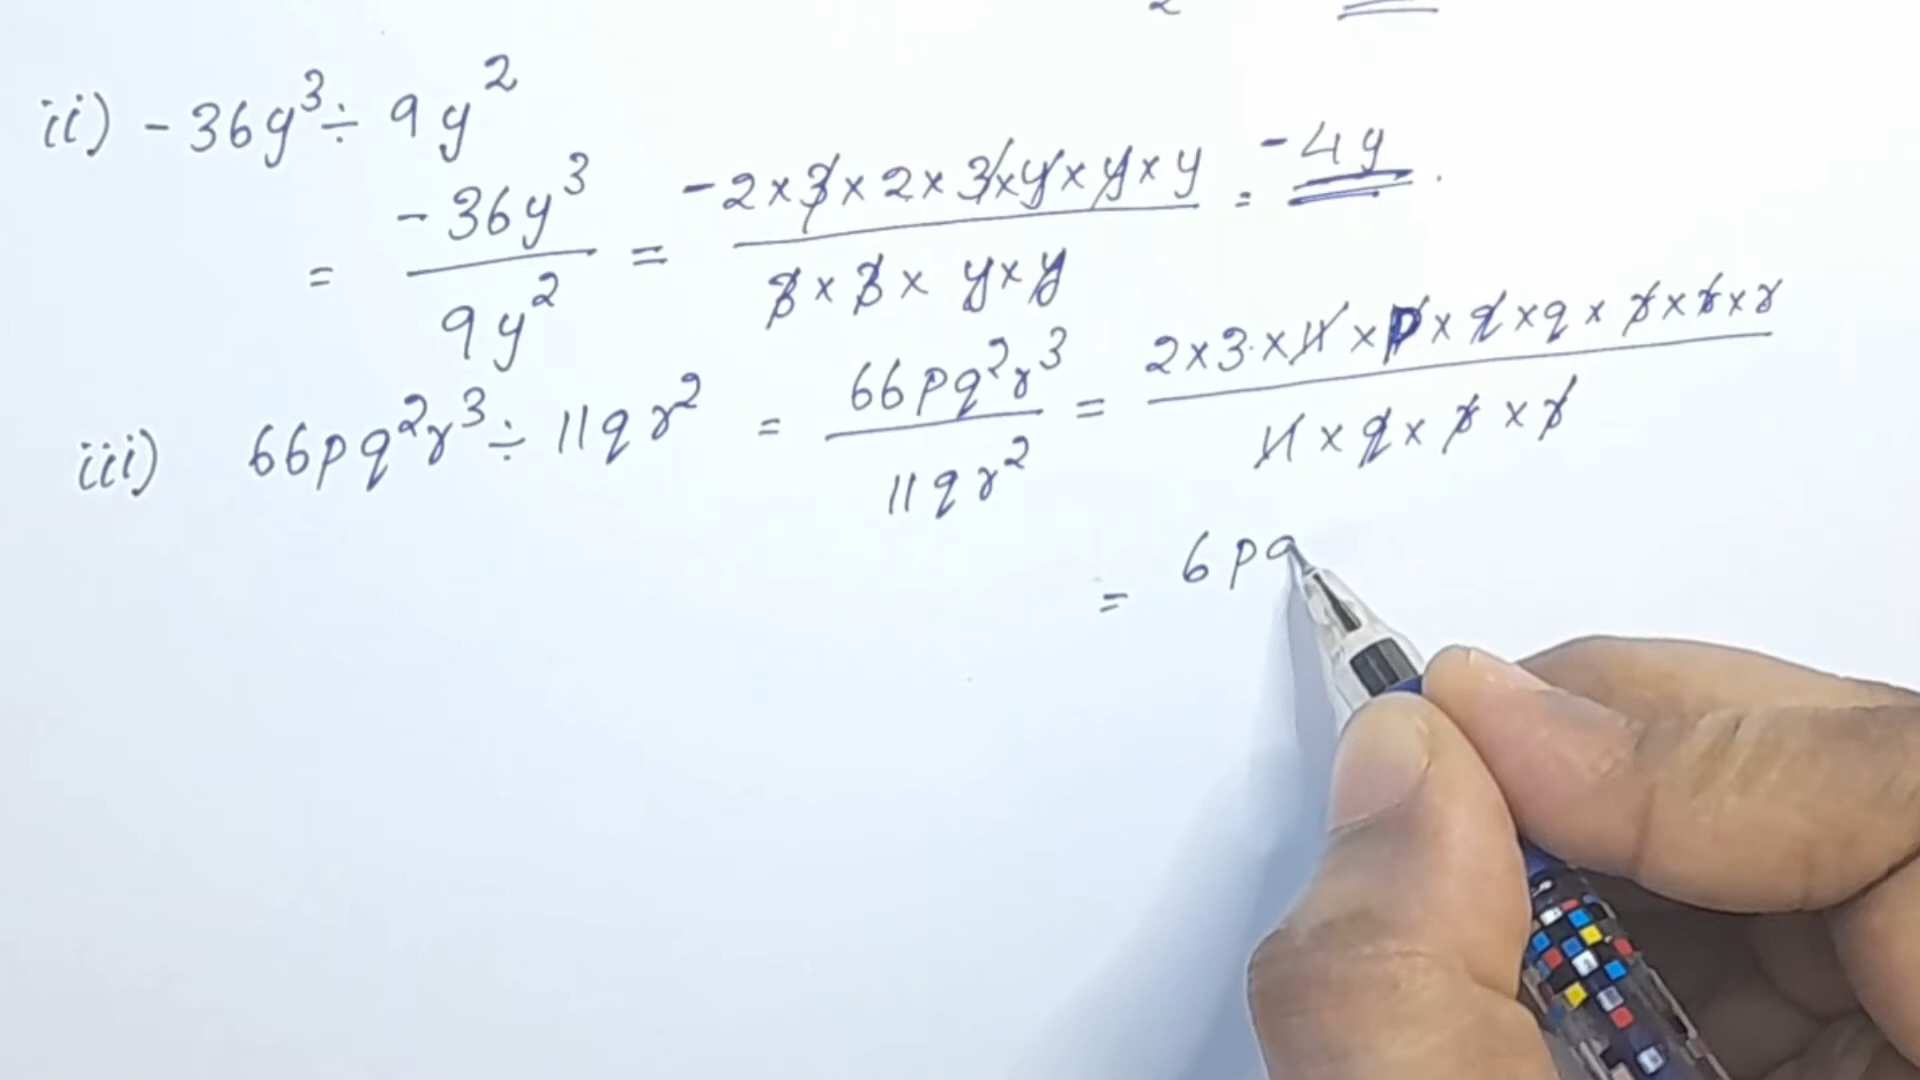 2
ii) -36y³ ÷ 9y²
= -36y³/9y² = -2×3×2×3×y×y×y/3×3×y×y = -4y.
iii) 66pq²r³ ÷ 11qr² = 66pq²r³/11qr² = 2×3×11×p×q×q×r×r×r/11×q×r×r
= 6pq